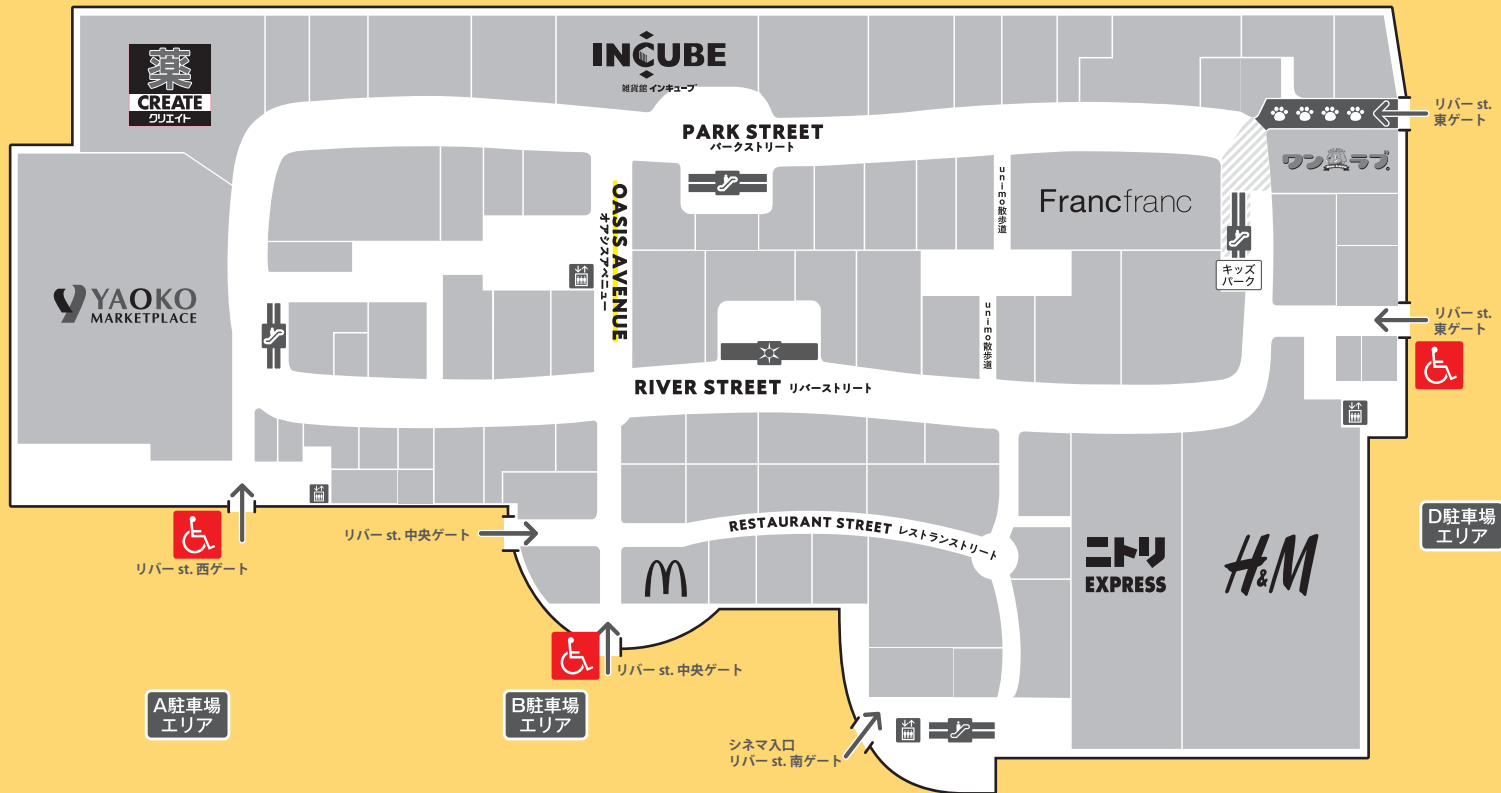 薬
CREATE
クリエイト
INCUBE
雑貨館 インキューブ
PARK STREET
パークストリート
リバー st.
東ゲート
ワンラブ
unimo散歩道
Francfranc
OASIS AVENUE
オアシスアベニュー
キッズ
パーク
YAOKO
MARKETPLACE
リバー st.
東ゲート
unimo散歩道
RIVER STREET リバーストリート
RESTAURANT STREET レストランストリート
リバー st. 中央ゲート
リバー st. 西ゲート
ニトリ
EXPRESS
H&M
D駐車場
エリア
リバー st. 中央ゲート
A駐車場
エリア
B駐車場
エリア
シネマ入口
リバー st. 南ゲート